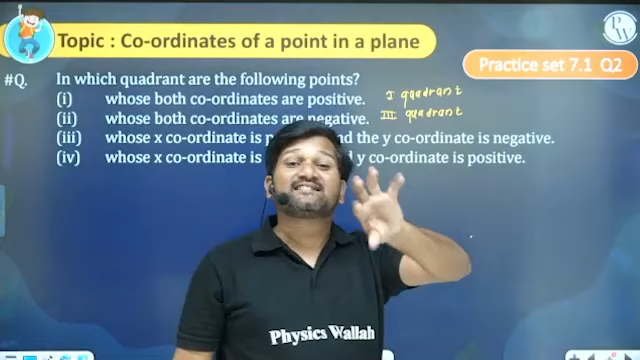 Topic : Co-ordinates of a point in a plane
Practice set 7.1 Q2
#Q. In which quadrant are the following points?
(i) whose both co-ordinates are positive. I quadrant
(ii) whose both co-ordinates are negative. III quadrant
(iii) whose x co-ordinate is and the y co-ordinate is negative.
(iv) whose x co-ordinate is y co-ordinate is positive.
Physics Wallah